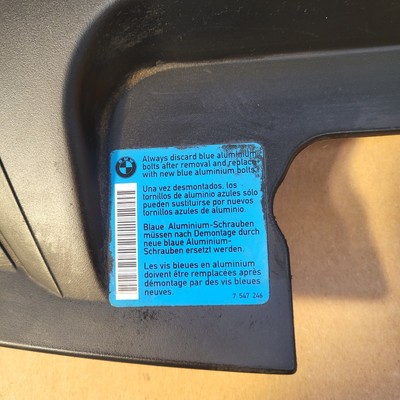 Always discard blue aluminium
bolts after removal and replace
with new blue aluminium bolts
Una vez desmontados, los
tornillos de aluminio azules sólo
pueden sustituirse por nuevos
tornillos azules de aluminio.
Blaue Aluminium-Schrauben
müssen nach Demontage durch
neue blaue Aluminium-
Schrauben ersetzt werden.
Les vis bleues en aluminium
doivent être remplacées après
démontage par des vis bleues
neuves.
7 547 246